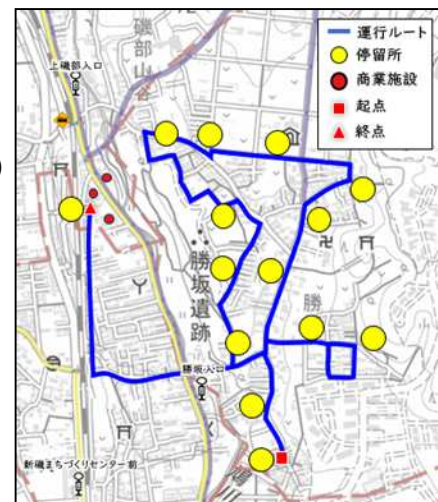 運行ルート
停留所
商業施設
起点
終点
磯部山谷
上磯部入口
勝坂遺跡
勝
勝坂入口
新磯まちづくりセンター前